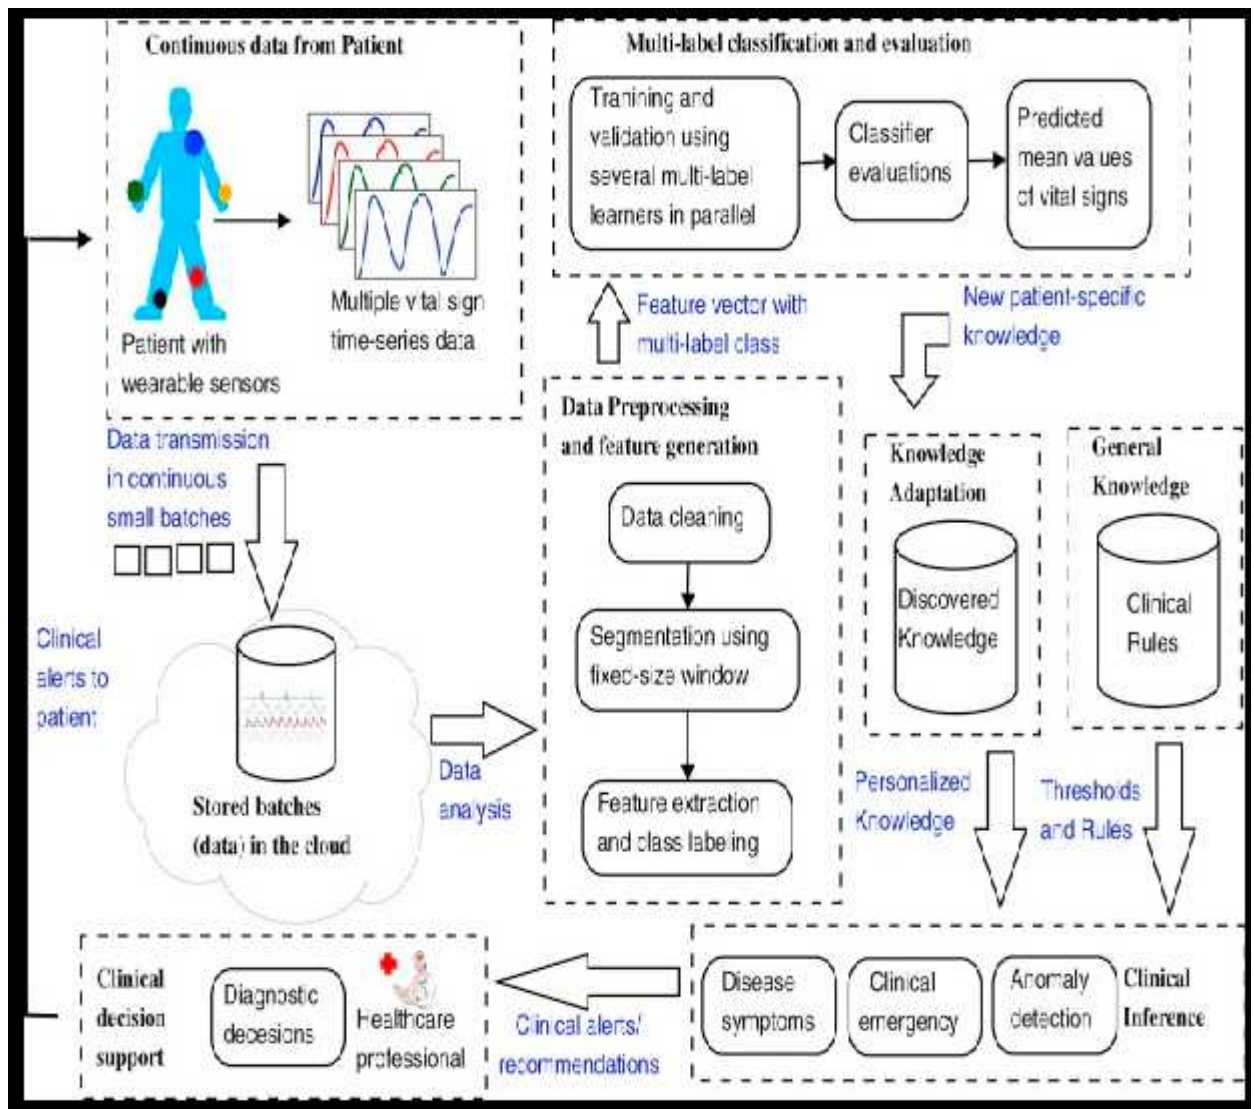 Continuous data from Patient
Patient with
wearable sensors
Multiple vital sign
time-series data
Multi-label classification and evaluation
Tranining and
validation using
several multi-label
learners in parallel
Classifier
evaluations
Predicted
mean values
of vital signs
Feature vector with
multi-label class
New patient-specific
knowledge
Data transmission
in continuous
small batches
Data Preprocessing
and feature generation
Data cleaning
Segmentation using
fixed-size window
Feature extraction
and class labeling
Knowledge
Adaptation
Discovered
Knowledge
General
Knowledge
Clinical
Rules
Clinical
alerts to
patient
Stored batches
(data) in the cloud
Data
analysis
Personalized
Knowledge
Thresholds
and Rules
Clinical
decision
support
Diagnostic
decesions
Healthcare
professional
Clinical alerts/
recommendations
Disease
symptoms
Clinical
emergency
Anomaly
detection
Clinical
Inference